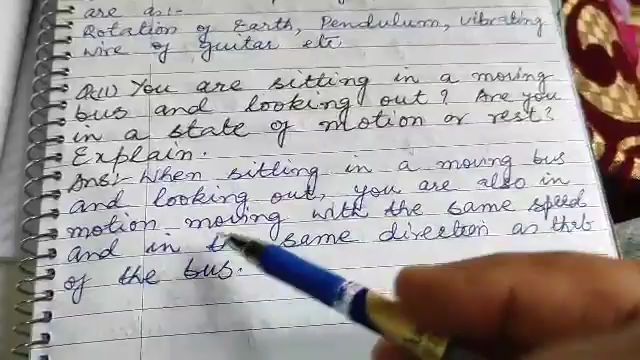 are as:-
Rotation of Earth, Pendulum, vibrating
wire of guitar etc.
Q(11) You are sitting in a moving
bus and looking out? Are you
in a state of motion or rest?
Explain.
Ans:- When sitting in a moving bus
and looking out, you are also in
motion moving with the same speed
and in same direction as that
of the bus.